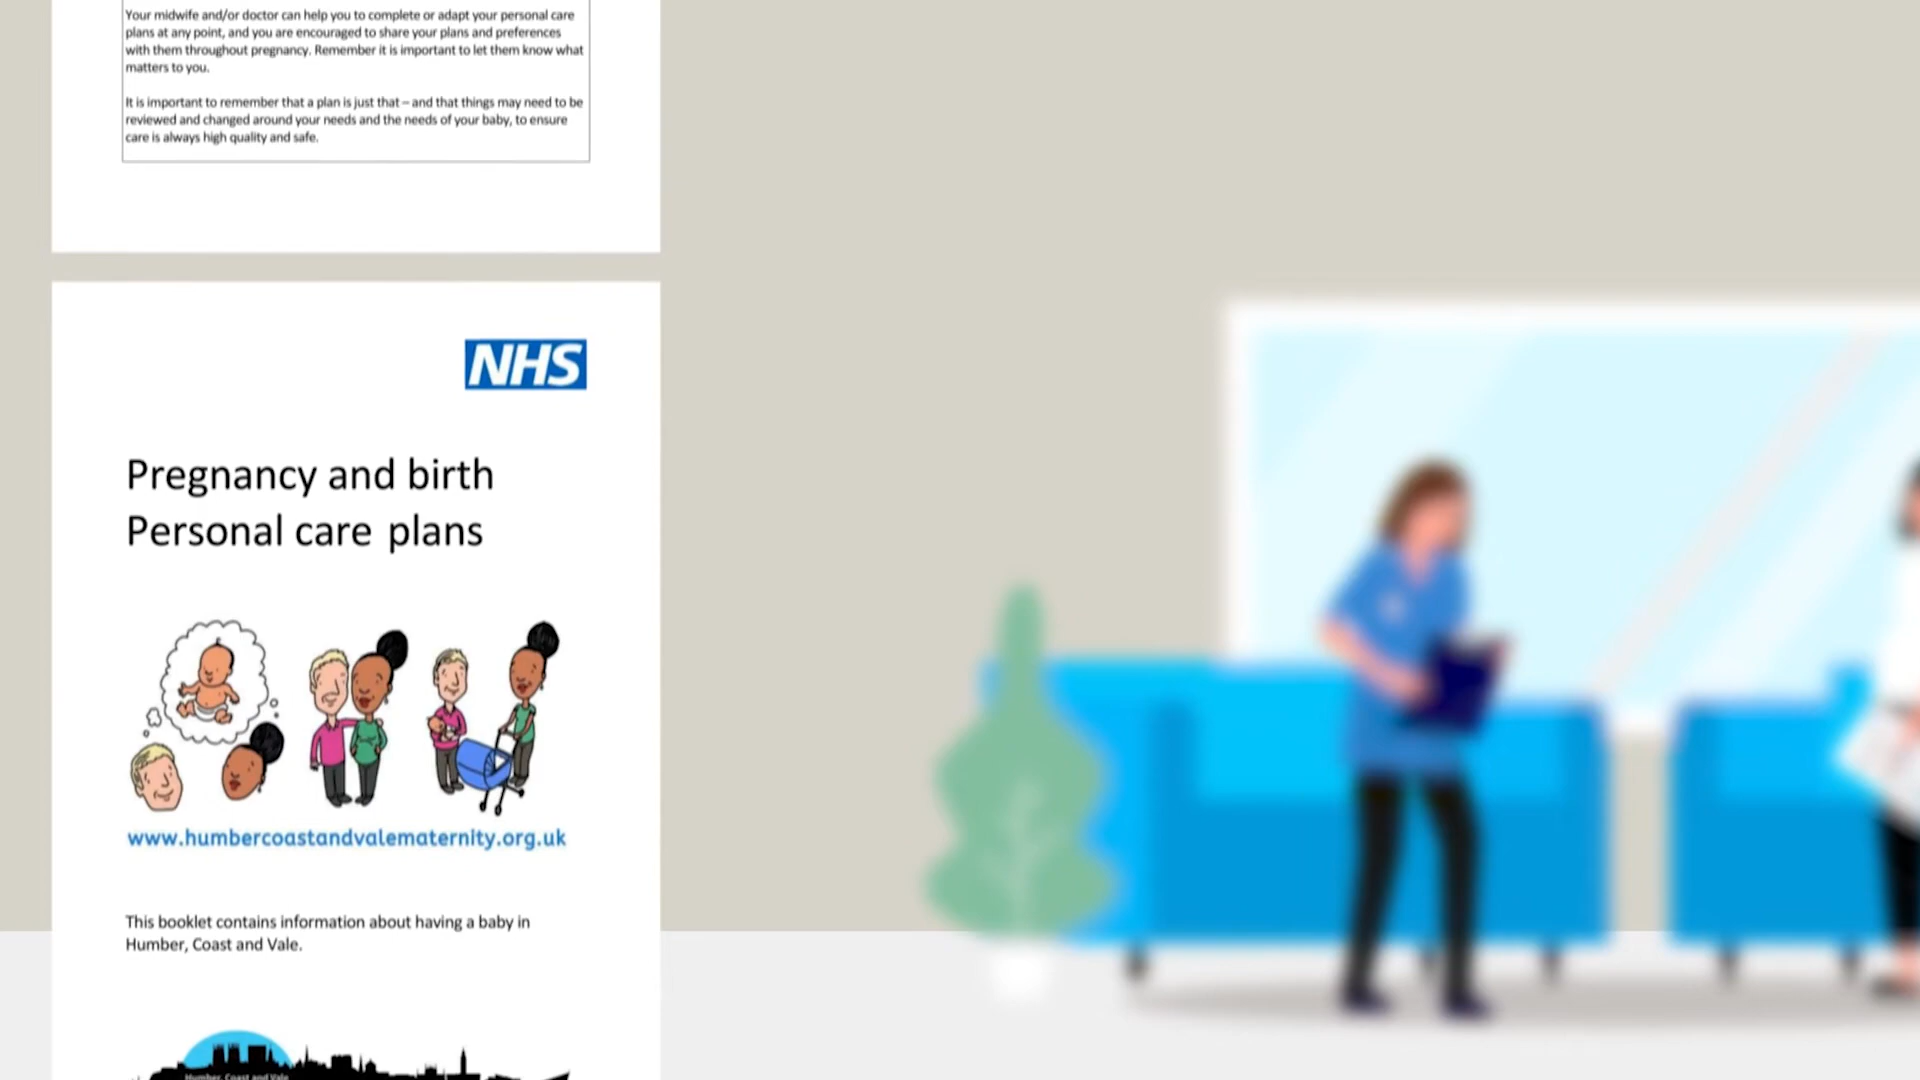 Your midwife and/or doctor can help you to complete or adapt your personal care
plans at any point, and you are encouraged to share your plans and preferences
with them throughout pregnancy. Remember it is important to let them know what
matters to you.
It is important to remember that a plan is just that – and that things may need to be
reviewed and changed around your needs and the needs of your baby, to ensure
care is always high quality and safe.
NHS
Pregnancy and birth
Personal care plans
www.humbercoastandvalematernity.org.uk
This booklet contains information about having a baby in
Humber, Coast and Vale.
Humber, Coast and Vale